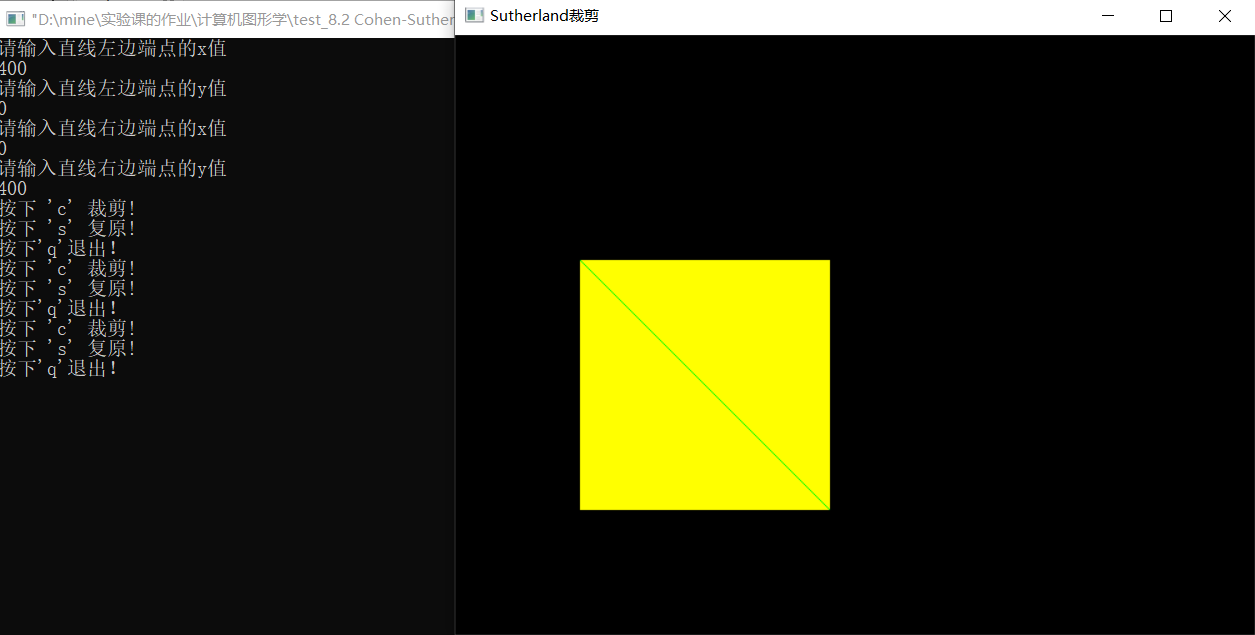 "D:\mine\实验课的作业\计算机图形学\test_8.2 Cohen-Suther
Sutherland裁剪
请输入直线左边端点的x值
400
请输入直线左边端点的y值
0
请输入直线右边端点的x值
0
请输入直线右边端点的y值
400
按下 'c' 裁剪!
按下 's' 复原!
按下'q'退出!
按下 'c' 裁剪!
按下 's' 复原!
按下'q'退出!
按下 'c' 裁剪!
按下 's' 复原!
按下'q'退出!